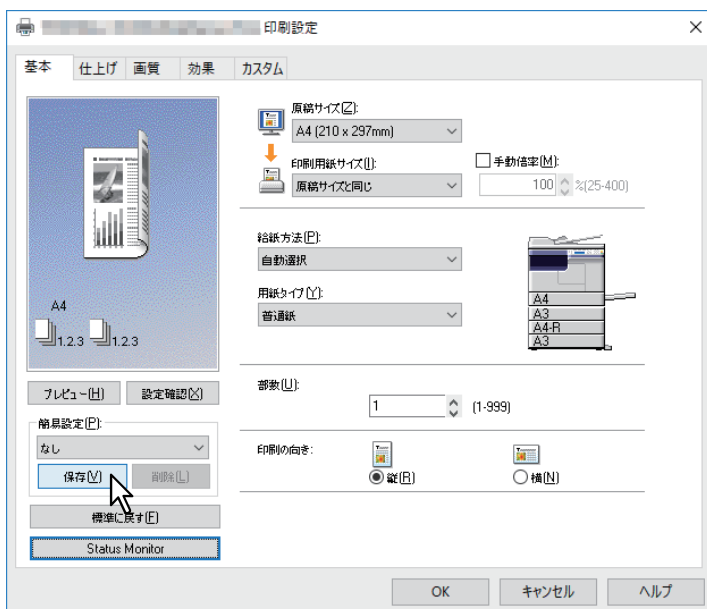 印刷設定
基本 仕上げ 画質 効果 カスタム
A4
1.2.3 1.2.3
プレビュー(H) 設定確認(X)
簡易設定(P):
なし
保存(V) 削除(L)
標準に戻す(F)
Status Monitor
原稿サイズ(Z):
A4 (210 x 297mm)
印刷用紙サイズ(I):
原稿サイズと同じ
手動倍率(M):
100 %(25-400)
給紙方法(P):
自動選択
用紙タイプ(Y):
普通紙
A4
A3
A4-R
A3
部数(U):
1 (1-999)
印刷の向き:
縦(R) 横(N)
OK キャンセル ヘルプ